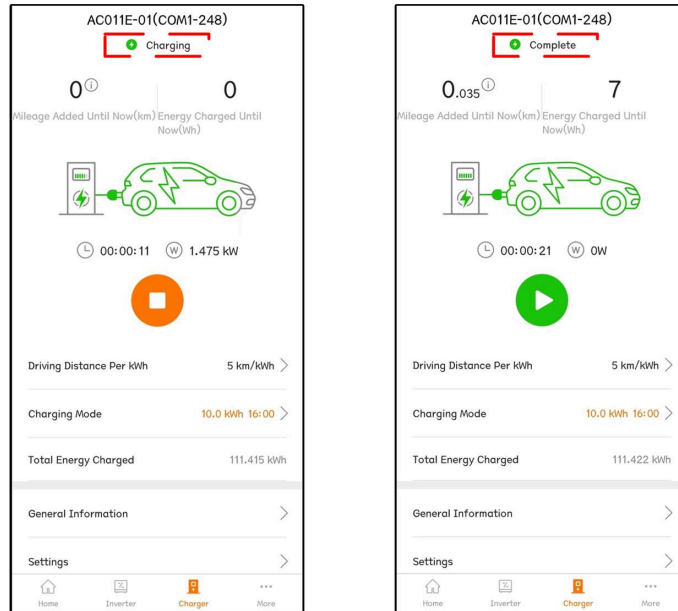 AC011E-01(COM1-248)
Charging
0
0
Mileage Added Until Now(km)
Energy Charged Until
Now(Wh)
00:00:11
W
1.475 kW
Driving Distance Per kWh
5 km/kWh
Charging Mode
10.0 kWh 16:00
Total Energy Charged
111.415 kWh
General Information
Settings
Home
Inverter
Charger
More
AC011E-01(COM1-248)
Complete
0.035
7
Mileage Added Until Now(km)
Energy Charged Until
Now(Wh)
00:00:21
W
0W
Driving Distance Per kWh
5 km/kWh
Charging Mode
10.0 kWh 16:00
Total Energy Charged
111.422 kWh
General Information
Settings
Home
Inverter
Charger
More